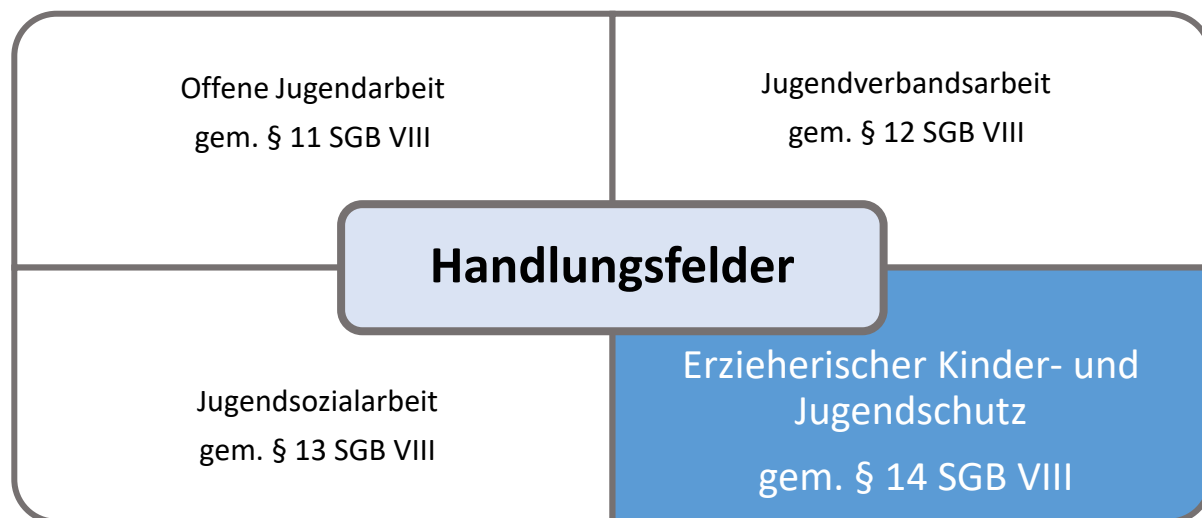 Offene Jugendarbeit
gem. § 11 SGB VIII
Jugendverbandsarbeit
gem. § 12 SGB VIII
Handlungsfelder
Jugendsozialarbeit
gem. § 13 SGB VIII
Erzieherischer Kinder- und
Jugendschutz
gem. § 14 SGB VIII